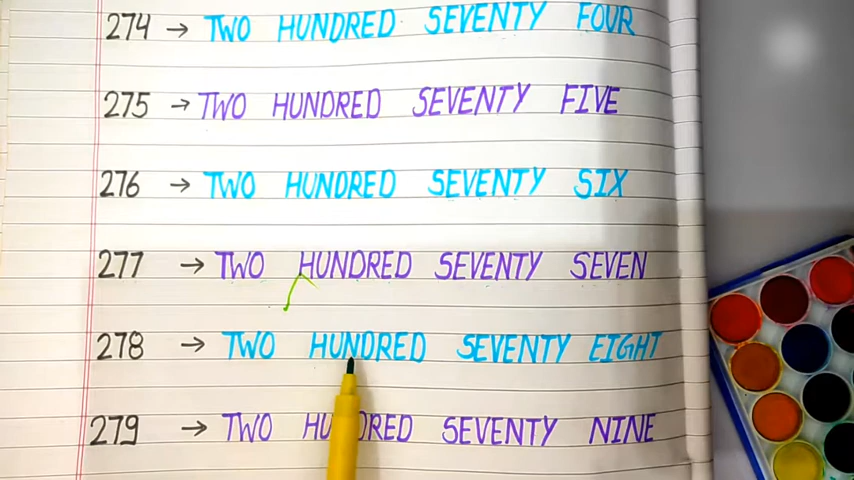 274 → TWO HUNDRED SEVENTY FOUR
275 → TWO HUNDRED SEVENTY FIVE
276 → TWO HUNDRED SEVENTY SIX
277 → TWO HUNDRED SEVENTY SEVEN
278 → TWO HUNDRED SEVENTY EIGHT
279 → TWO HUNDRED SEVENTY NINE